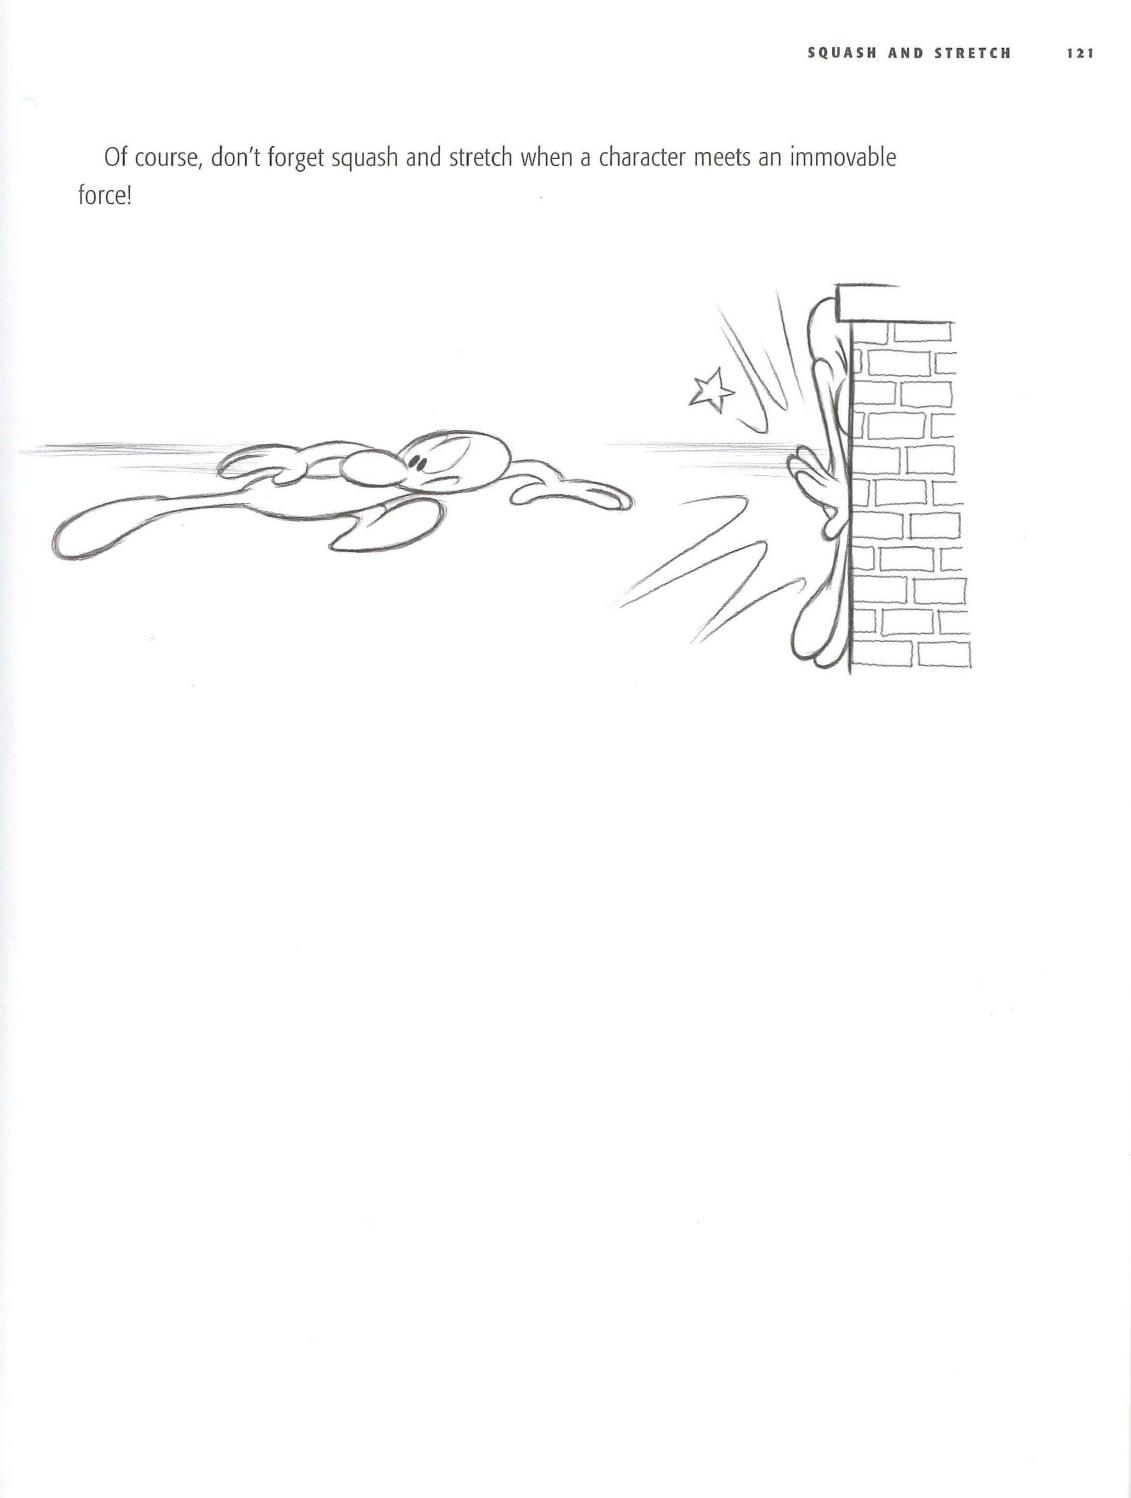 SQUASH AND STRETCH 121
Of course, don't forget squash and stretch when a character meets an immovable
force!